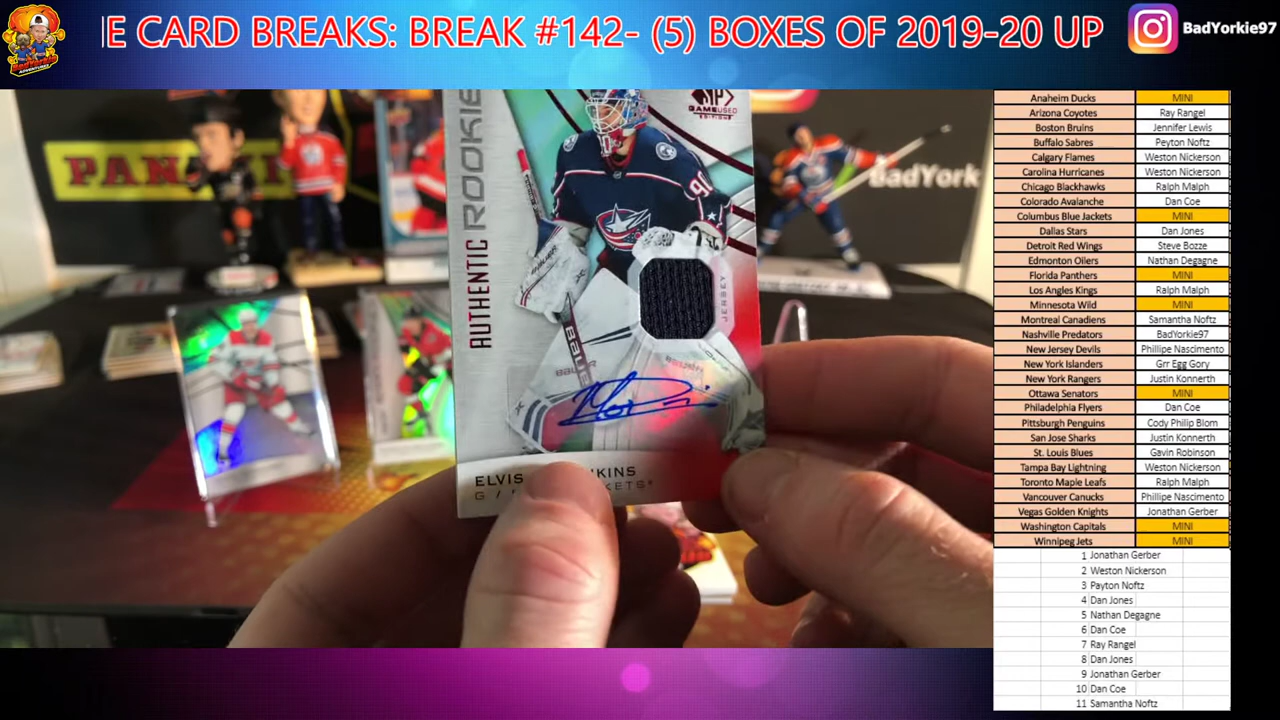 E CARD BREAKS: BREAK #142- (5) BOXES OF 2019-20 UP
BadYorkie97
PANINI
BadYork
AUTHENTIC ROOKIE
SP
GAME USED
EDITIONS
90
JERSEY
BAUER
ELVIS KINS
G /
KETS
Anaheim Ducks MINI
Arizona Coyotes Ray Rangel
Boston Bruins Jennifer Lewis
Buffalo Sabres Peyton Noftz
Calgary Flames Weston Nickerson
Carolina Hurricanes Weston Nickerson
Chicago Blackhawks Ralph Malph
Colorado Avalanche Dan Coe
Columbus Blue Jackets MINI
Dallas Stars Dan Jones
Detroit Red Wings Steve Bozze
Edmonton Oilers Nathan Degagne
Florida Panthers MINI
Los Angles Kings Ralph Malph
Minnesota Wild MINI
Montreal Canadiens Samantha Noftz
Nashville Predators BadYorkie97
New Jersey Devils Phillipe Nascimento
New York Islanders Grr Egg Gory
New York Rangers Justin Konnerth
Ottawa Senators MINI
Philadelphia Flyers Dan Coe
Pittsburgh Penguins Cody Philip Blom
San Jose Sharks Justin Konnerth
St. Louis Blues Gavin Robinson
Tampa Bay Lightning Weston Nickerson
Toronto Maple Leafs Ralph Malph
Vancouver Canucks Phillipe Nascimento
Vegas Golden Knights Jonathan Gerber
Washington Capitals MINI
Winnipeg Jets MINI
1 Jonathan Gerber
2 Weston Nickerson
3 Payton Noftz
4 Dan Jones
5 Nathan Degagne
6 Dan Coe
7 Ray Rangel
8 Dan Jones
9 Jonathan Gerber
10 Dan Coe
11 Samantha Noftz